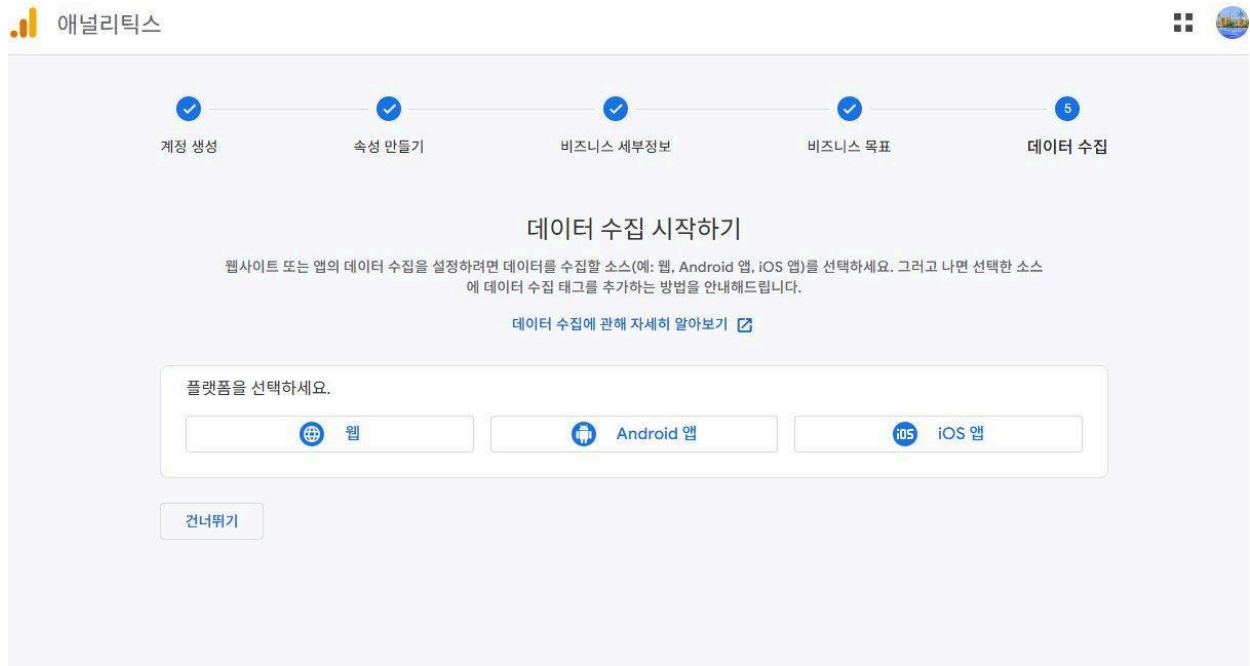 애널리틱스
5
계정 생성
속성 만들기
비즈니스 세부정보
비즈니스 목표
데이터 수집
데이터 수집 시작하기
웹사이트 또는 앱의 데이터 수집을 설정하려면 데이터를 수집할 소스(예: 웹, Android 앱, iOS 앱)를 선택하세요. 그러고 나면 선택한 소스
에 데이터 수집 태그를 추가하는 방법을 안내해드립니다.
데이터 수집에 관해 자세히 알아보기
플랫폼을 선택하세요.
웹
Android 앱
iOS iOS 앱
건너뛰기